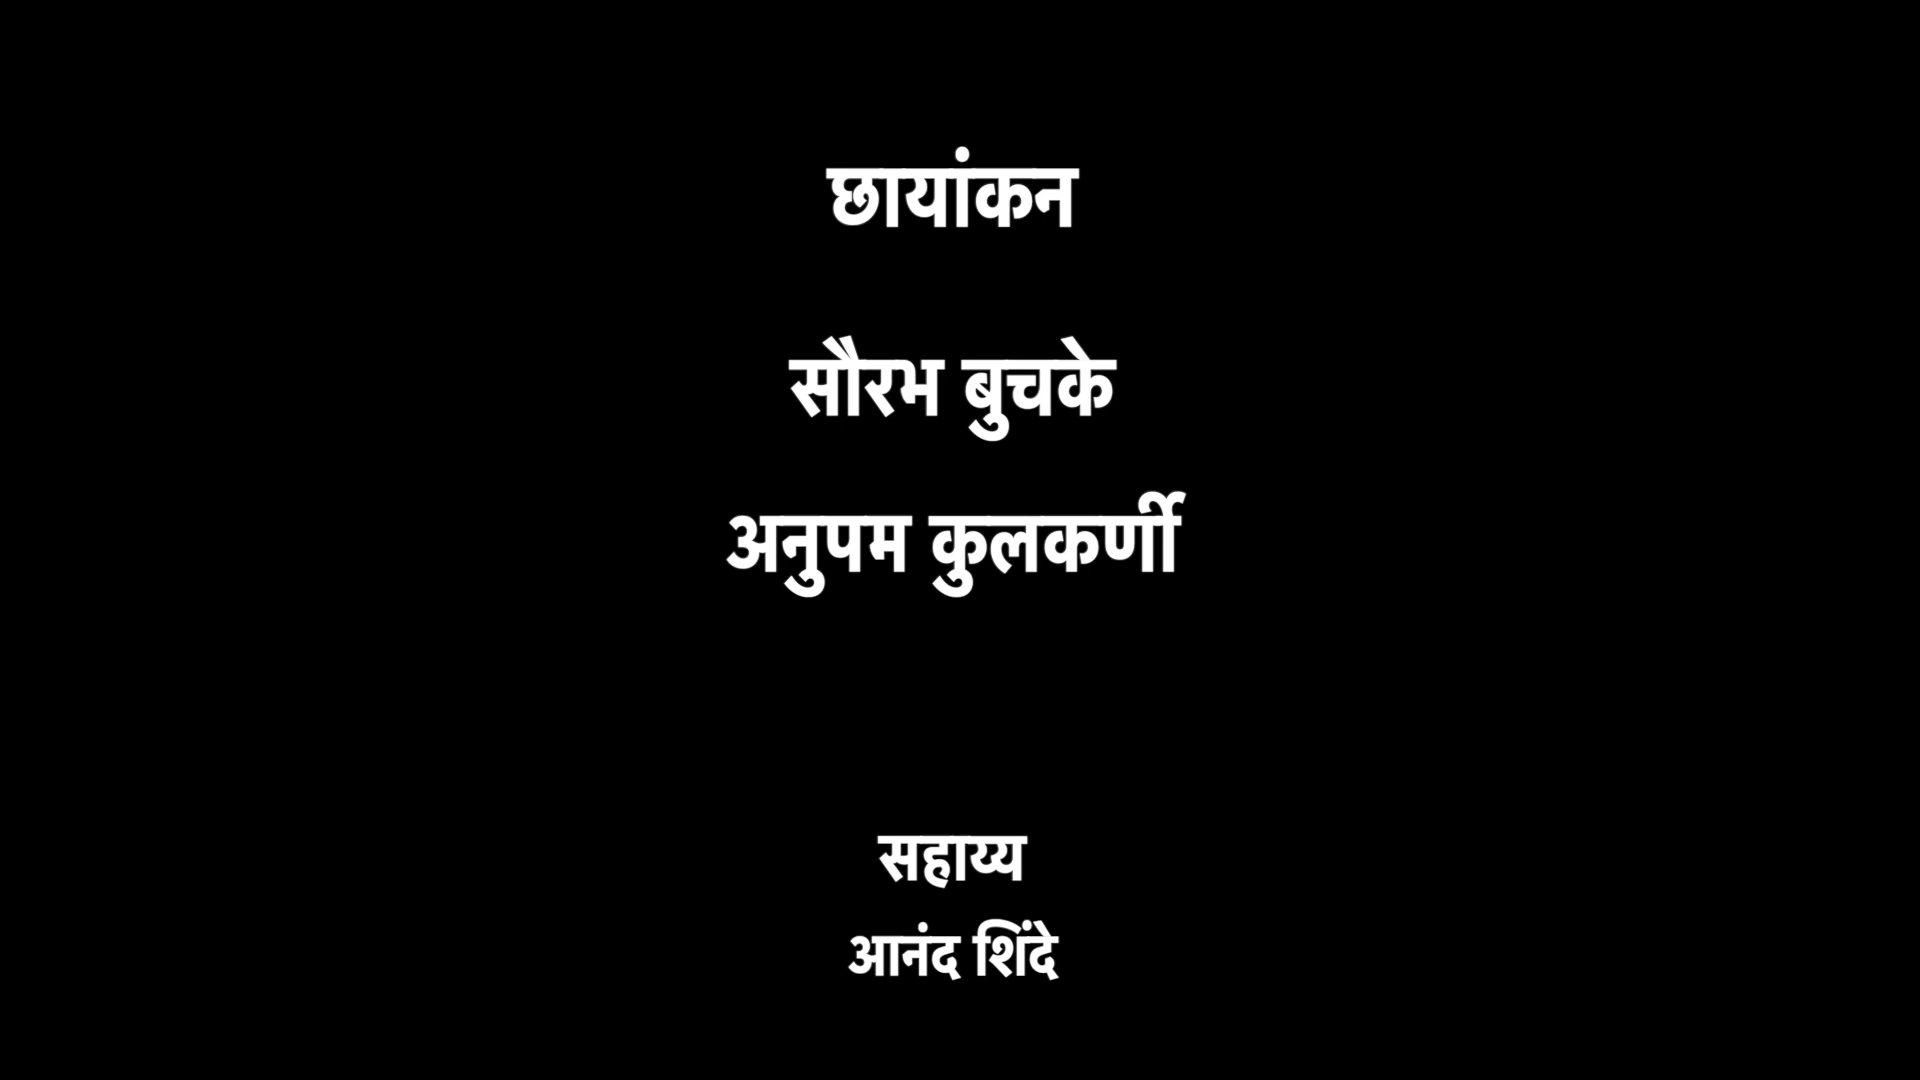 छायांकन
सौरभ बुचके
अनुपम कुलकर्णी
सहाय्य
आनंद शिंदे